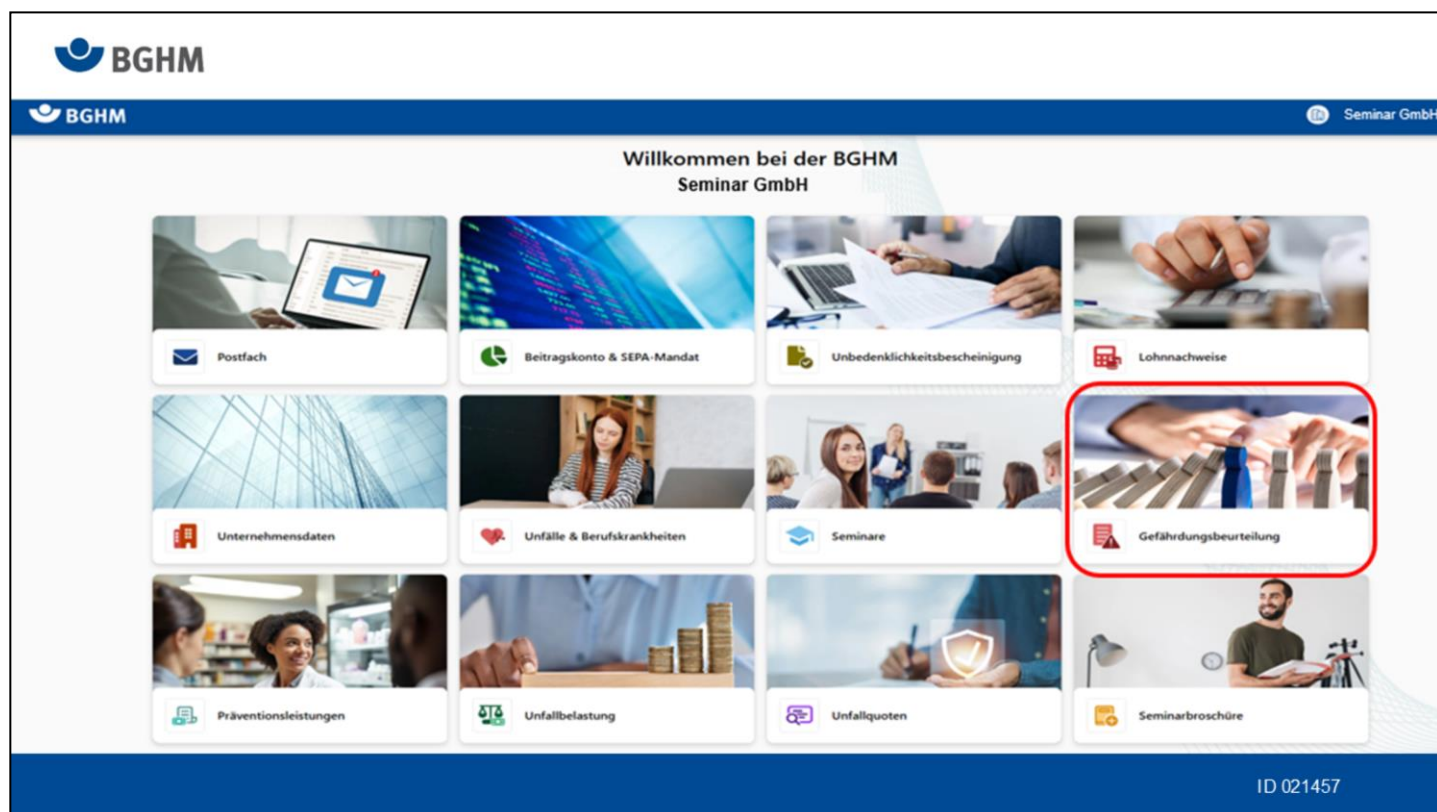 BGHM
BGHM
Seminar GmbH
Willkommen bei der BGHM
Seminar GmbH
Postfach
Beitragskonto & SEPA-Mandat
Unbedenklichkeitsbescheinigung
Lohnnachweise
Unternehmensdaten
Unfälle & Berufskrankheiten
Seminare
Gefährdungsbeurteilung
Präventionsleistungen
Unfallbelastung
Unfallquoten
Seminarbroschüre
ID 021457